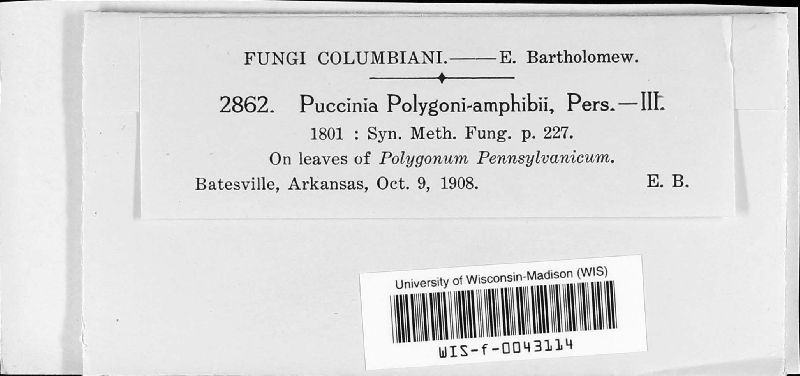 FUNGI COLUMBIANI.——E. Bartholomew.
2862. Puccinia Polygoni-amphibii, Pers.—III.
1801 : Syn. Meth. Fung. p. 227.
On leaves of Polygonum Pennsylvanicum.
Batesville, Arkansas, Oct. 9, 1908. E. B.
University of Wisconsin-Madison (WIS)
WIS-f-0043114